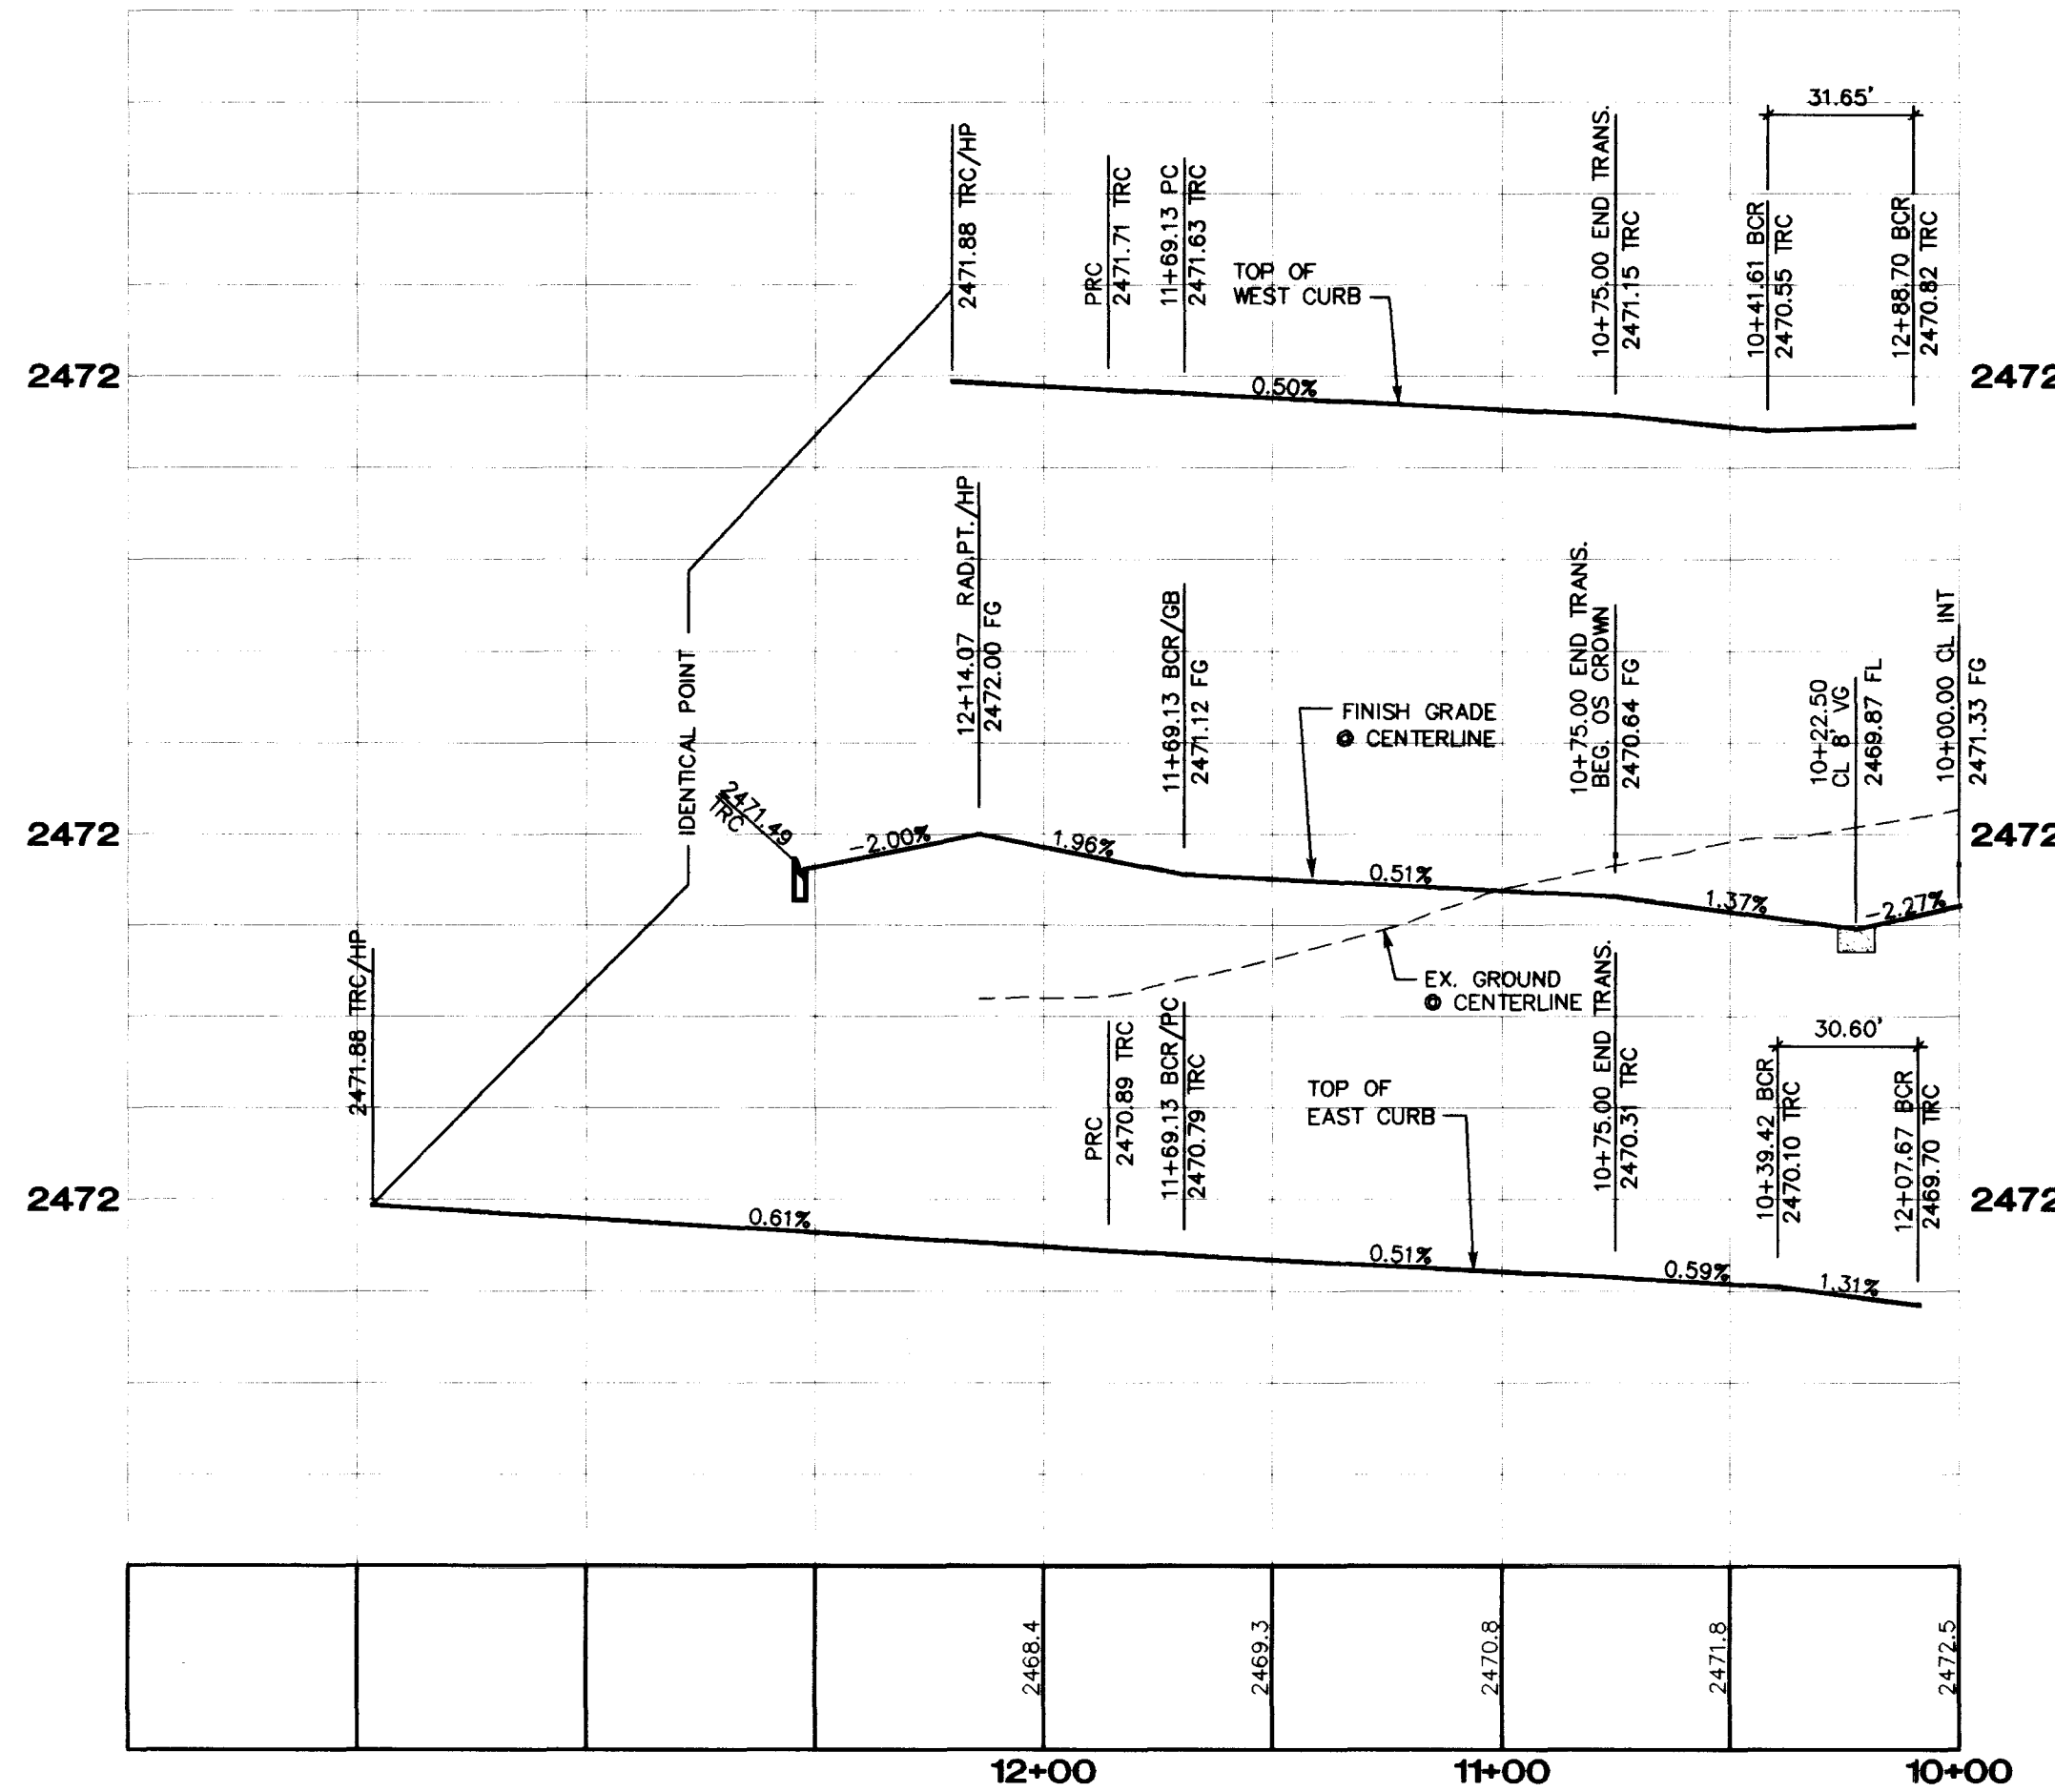 31.65'
2471.88 TRC/HP
PRC
2471.71 TRC
11+69.13 PC
2471.63 TRC
TOP OF
WEST CURB
10+75.00 END TRANS.
2471.15 TRC
10+41.61 BCR
2470.55 TRC
12+88.70 BCR
2470.82 TRC
2472
2472
0.50%
12+14.07 RAD.PT./HP
2472.00 FG
11+69.13 BCR/GB
2471.12 FG
FINISH GRADE
@ CENTERLINE
10+75.00 END TRANS.
BEG. OS CROWN
2470.64 FG
10+22.50
CL 8' VG
2469.87 FL
10+00.00 CL INT
2471.33 FG
IDENTICAL POINT
2471.49
TRC
2472
2472
-2.00%
1.96%
0.51%
1.37%
-2.27%
EX. GROUND
@ CENTERLINE
2471.88 TRC/HP
PRC
2470.89 TRC
11+69.13 BCR/PC
2470.79 TRC
TOP OF
EAST CURB
10+75.00 END TRANS.
2470.31 TRC
30.60'
10+39.42 BCR
2470.10 TRC
12+07.67 BCR
2469.70 TRC
2472
2472
0.61%
0.51%
0.59%
1.31%
2468.4
2469.3
2470.8
2471.8
2472.5
12+00
11+00
10+00